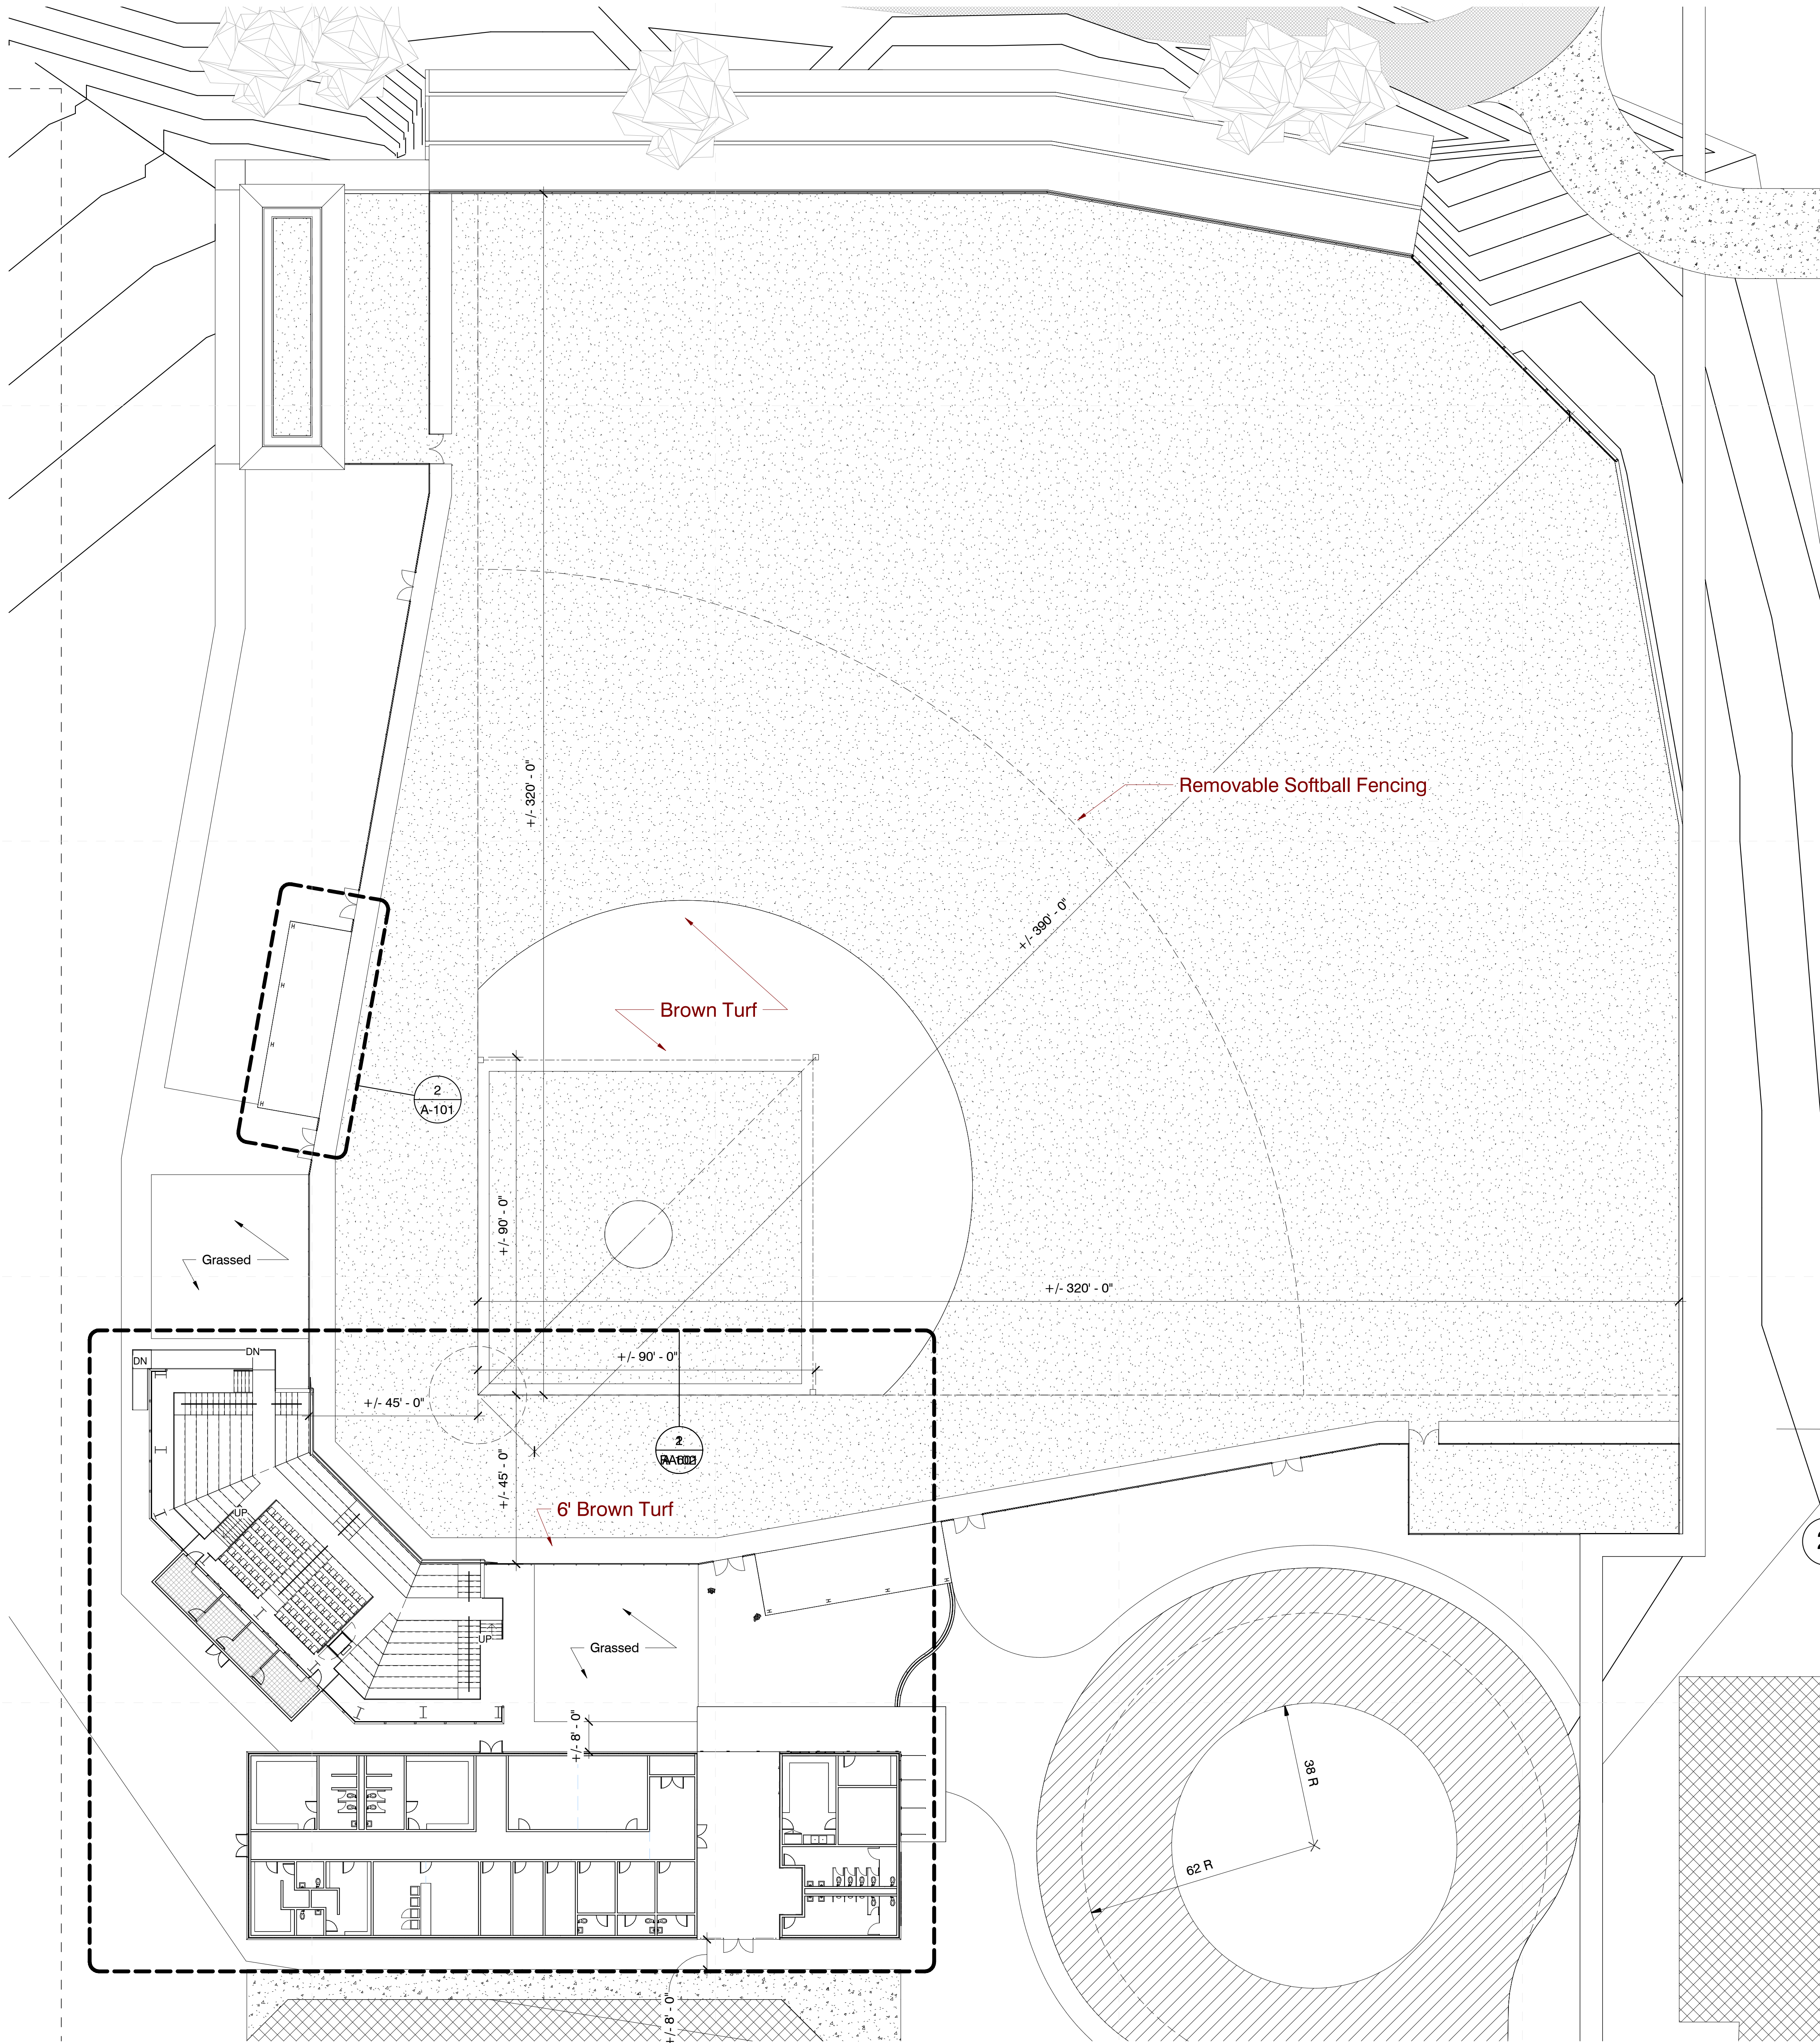 +/- 320' - 0"
Removable Softball Fencing
+/- 390' - 0"
Brown Turf
2
A-101
+/- 90' - 0"
Grassed
+/- 320' - 0"
DN
DN
+/- 90' - 0"
+/- 45' - 0"
+/- 45' - 0"
6' Brown Turf
UP
UP
Grassed
+/- 8' - 0"
38 R
62 R
+/- 8' - 0"
H
H
H
H
H
H
H
H